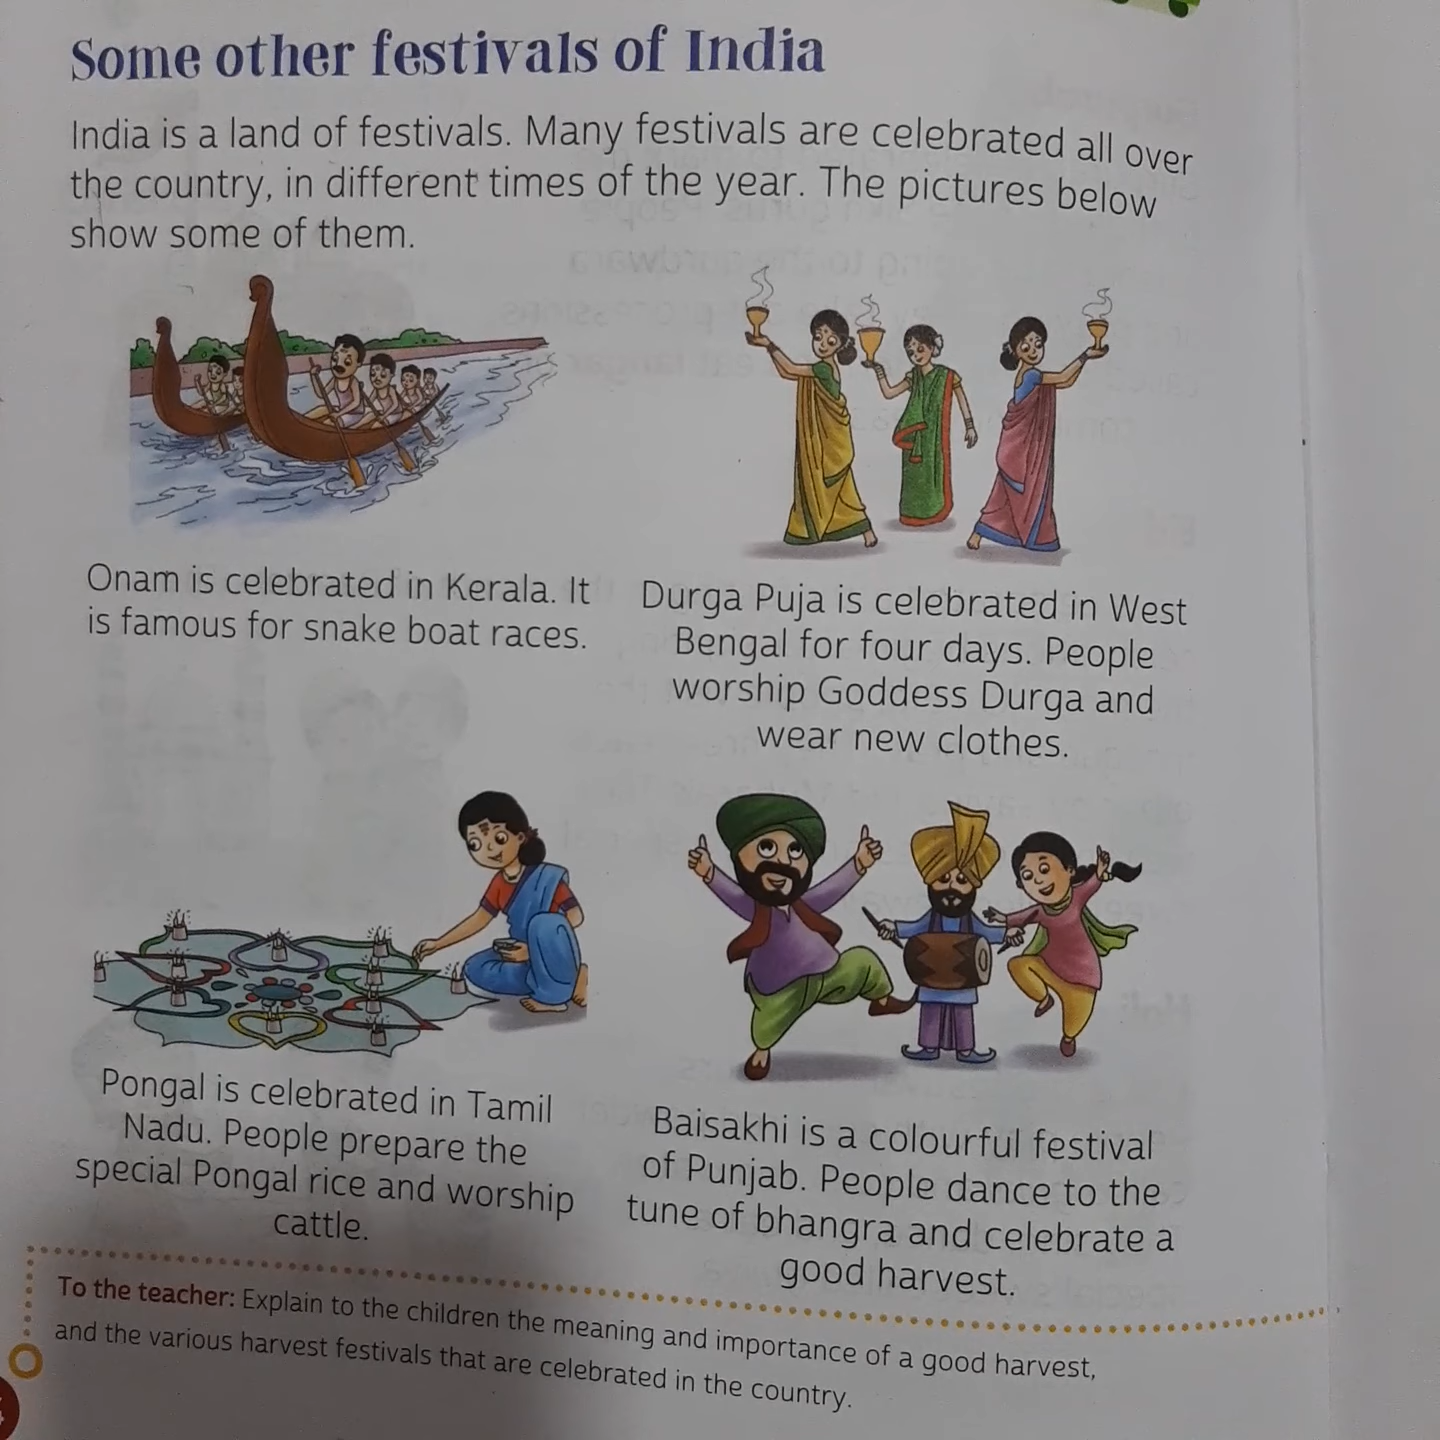 Some other festivals of India
India is a land of festivals. Many festivals are celebrated all over
the country, in different times of the year. The pictures below
show some of them.
Onam is celebrated in Kerala. It
is famous for snake boat races.
Durga Puja is celebrated in West
Bengal for four days. People
worship Goddess Durga and
wear new clothes.
Pongal is celebrated in Tamil
Nadu. People prepare the
special Pongal rice and worship
cattle.
Baisakhi is a colourful festival
of Punjab. People dance to the
tune of bhangra and celebrate a
good harvest.
To the teacher: Explain to the children the meaning and importance of a good harvest,
and the various harvest festivals that are celebrated in the country.